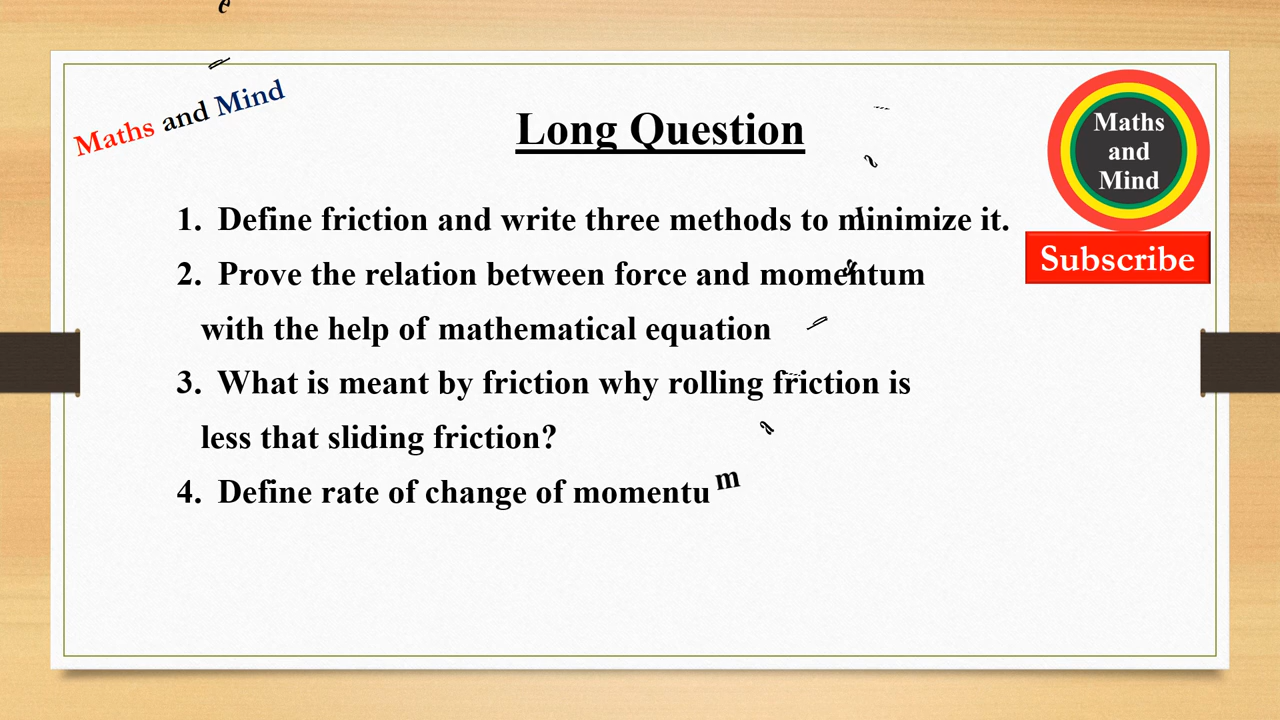 Maths and Mind
Long Question
Maths
and
Mind
Subscribe
1. Define friction and write three methods to minimize it.
2. Prove the relation between force and momentum
with the help of mathematical equation
3. What is meant by friction why rolling friction is
less that sliding friction?
4. Define rate of change of momentum